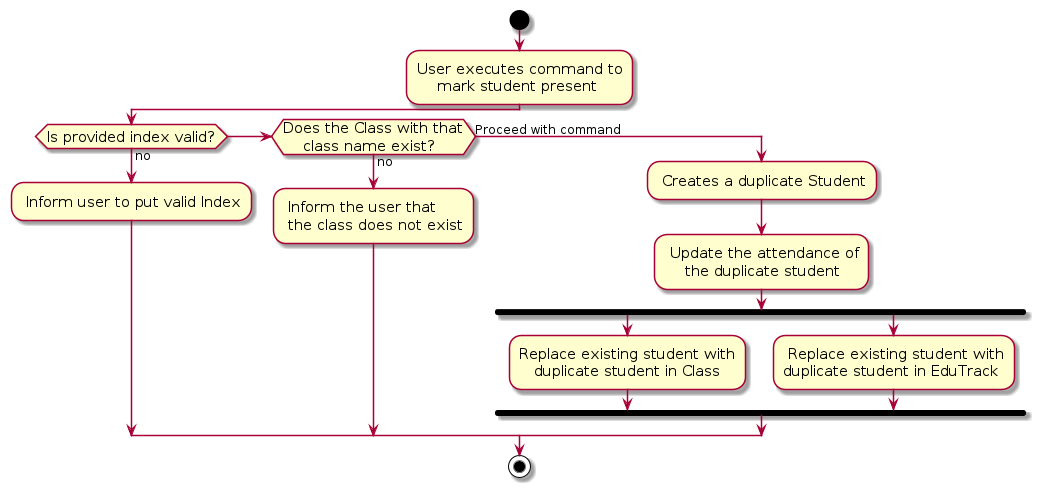 User executes command to
mark student present
Is provided index valid?
no
Does the Class with that
class name exist?
no
Proceed with command
Inform user to put valid Index
Inform the user that
the class does not exist
Creates a duplicate Student
Update the attendance of
the duplicate student
Replace existing student with
duplicate student in Class
Replace existing student with
duplicate student in EduTrack